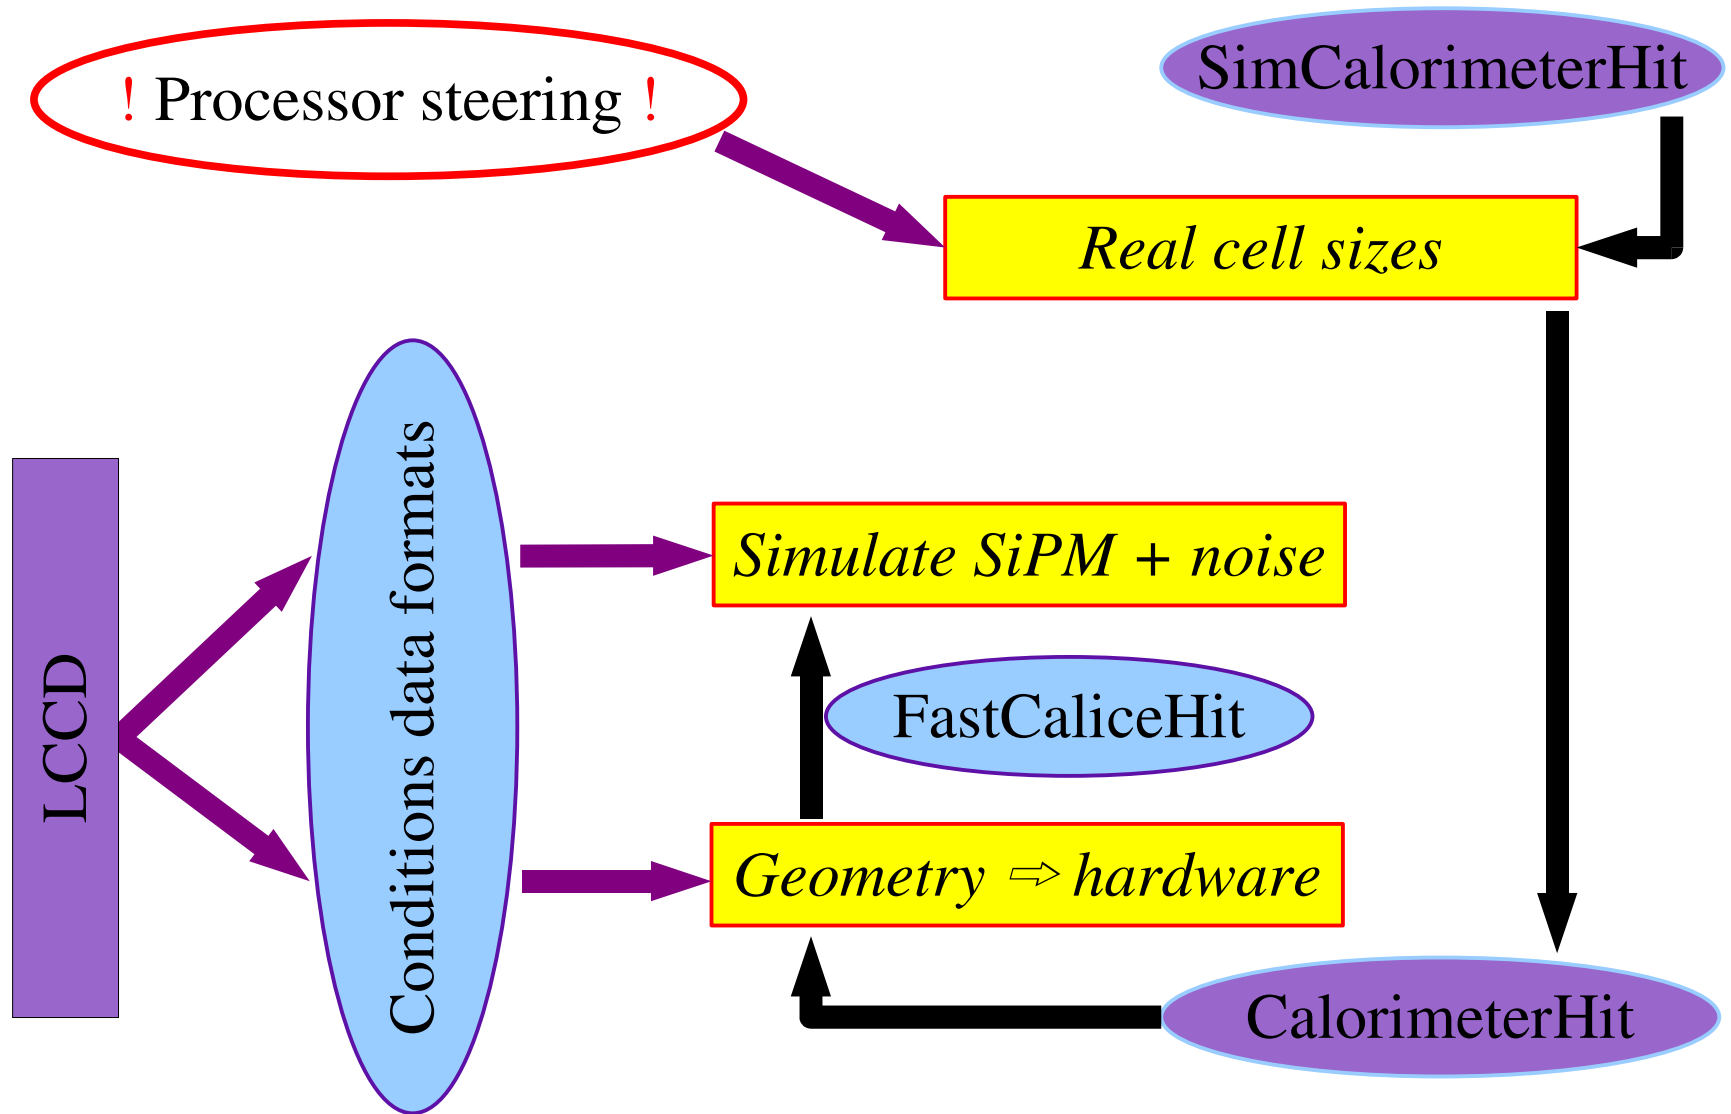 ! Processor steering !
SimCalorimeterHit
Real cell sizes
LCCD
Conditions data formats
Simulate SiPM + noise
FastCaliceHit
Geometry ⇨ hardware
CalorimeterHit